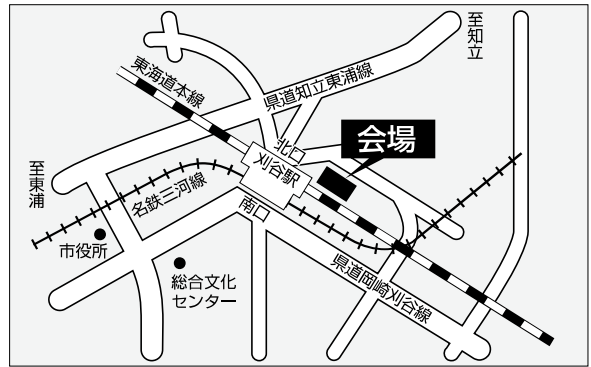 至知立
東海道本線
県道知立東浦線
会場
北口
刈谷駅
至東浦
名鉄三河線
南口
市役所
総合文化
センター
県道岡崎刈谷線